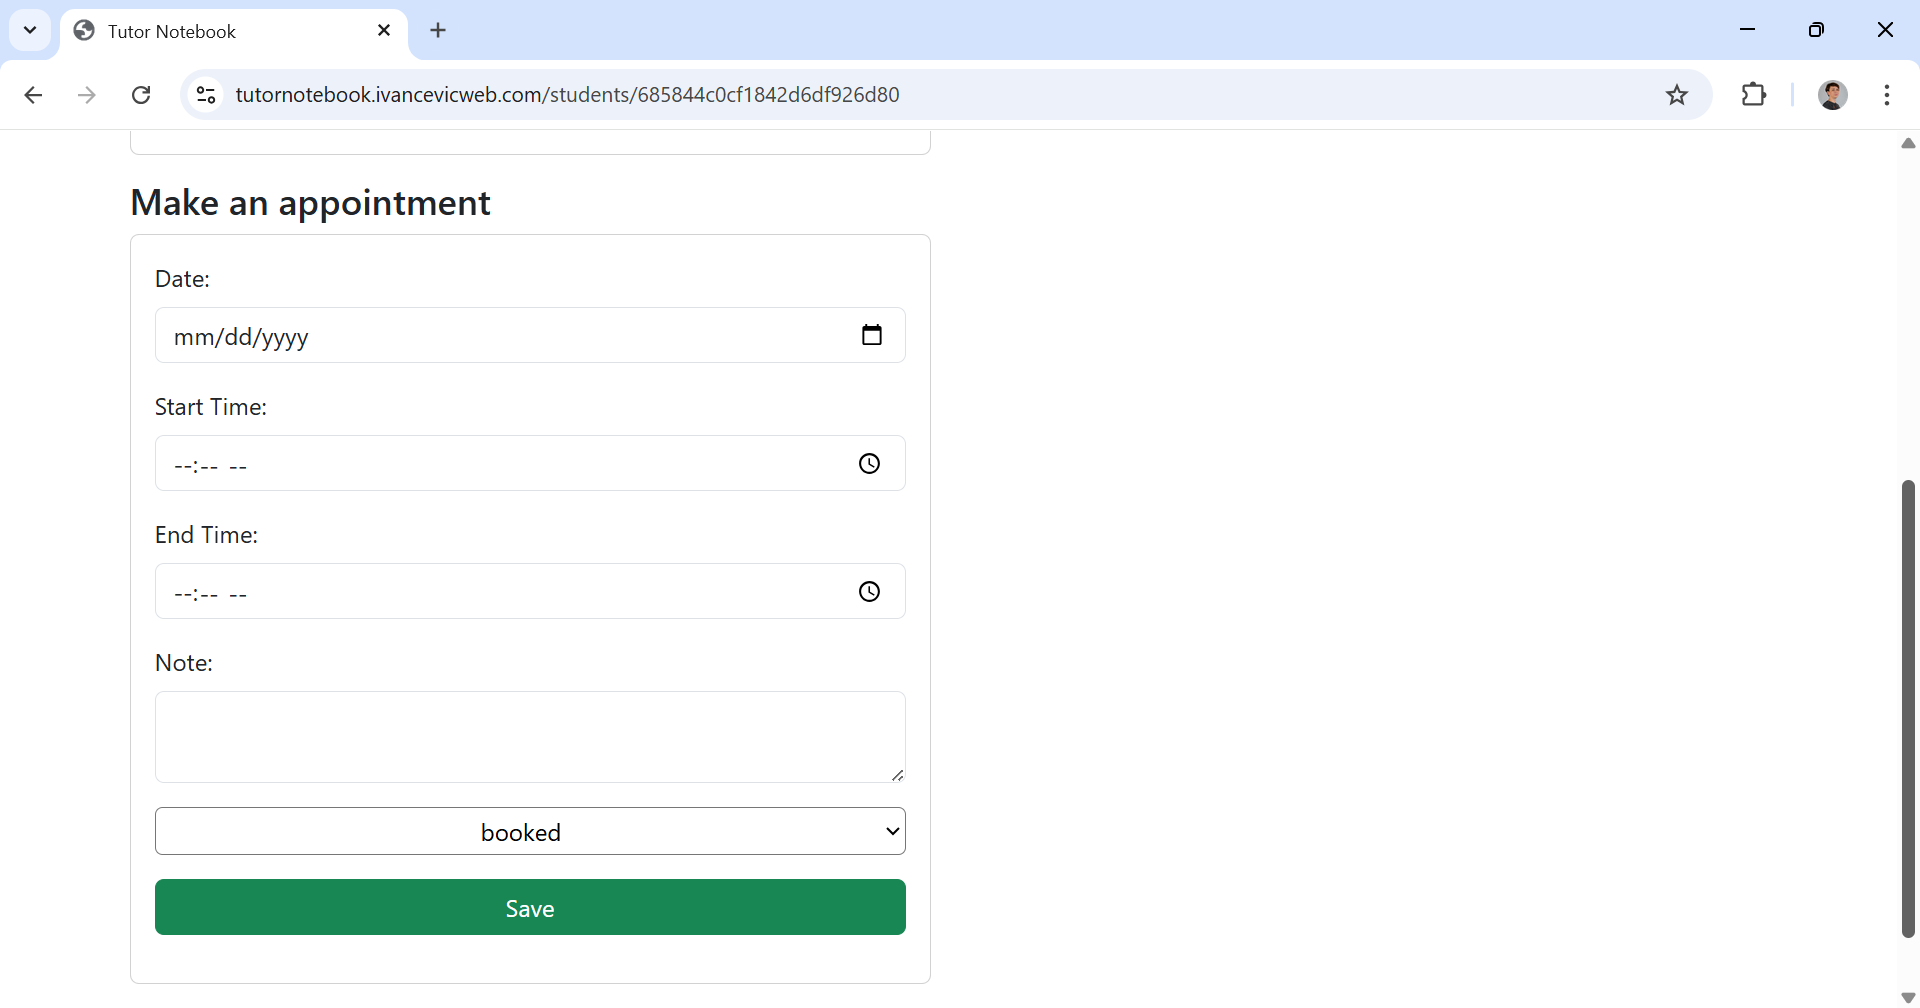 Tutor Notebook
tutornotebook.ivancevicweb.com/students/685844c0cf1842d6df926d80
Make an appointment
Date:
mm/dd/yyyy
Start Time:
--:-- --
End Time:
--:-- --
Note:
booked
Save